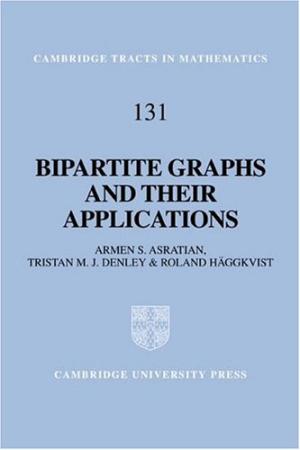 CAMBRIDGE TRACTS IN MATHEMATICS
131
BIPARTITE GRAPHS
AND THEIR
APPLICATIONS
ARMEN S. ASRATIAN,
TRISTAN M. J. DENLEY & ROLAND HÄGGKVIST
CAMBRIDGE UNIVERSITY PRESS